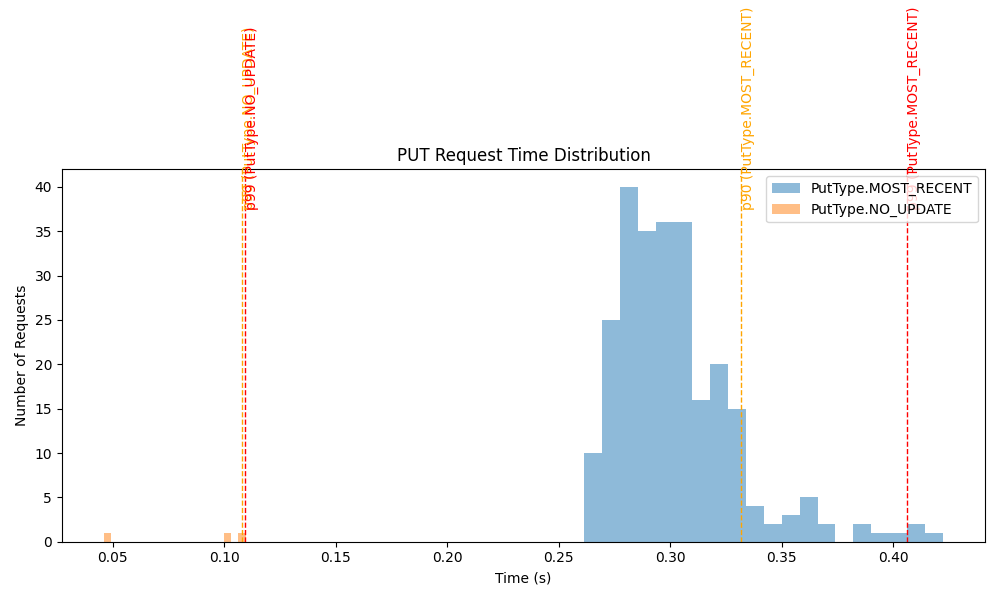 p99 (PutType.NO_UPDATE)
p90 (PutType.MOST_RECENT)
(PutType.MOST_RECENT)
PUT Request Time Distribution
PutType.MOST_RECENT
PutType.NO_UPDATE
Number of Requests
40
35
30
25
20
15
10
5
0
0.05
0.10
0.15
0.20
0.25
0.30
0.35
0.40
Time (s)